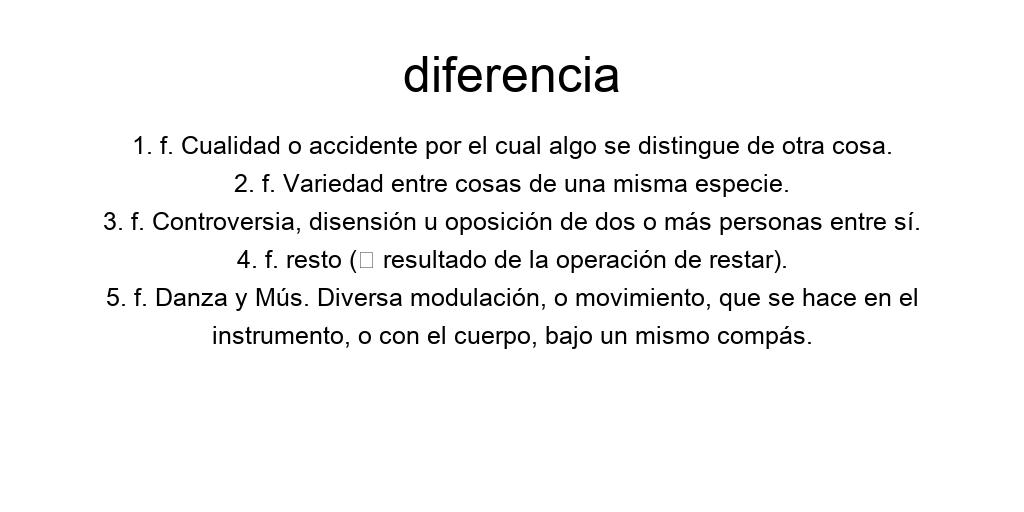 diferencia
1. f. Cualidad o accidente por el cual algo se distingue de otra cosa.
2. f. Variedad entre cosas de una misma especie.
3. f. Controversia, disensión u oposición de dos o más personas entre sí.
4. f. resto (□ resultado de la operación de restar).
5. f. Danza y Mús. Diversa modulación, o movimiento, que se hace en el
instrumento, o con el cuerpo, bajo un mismo compás.